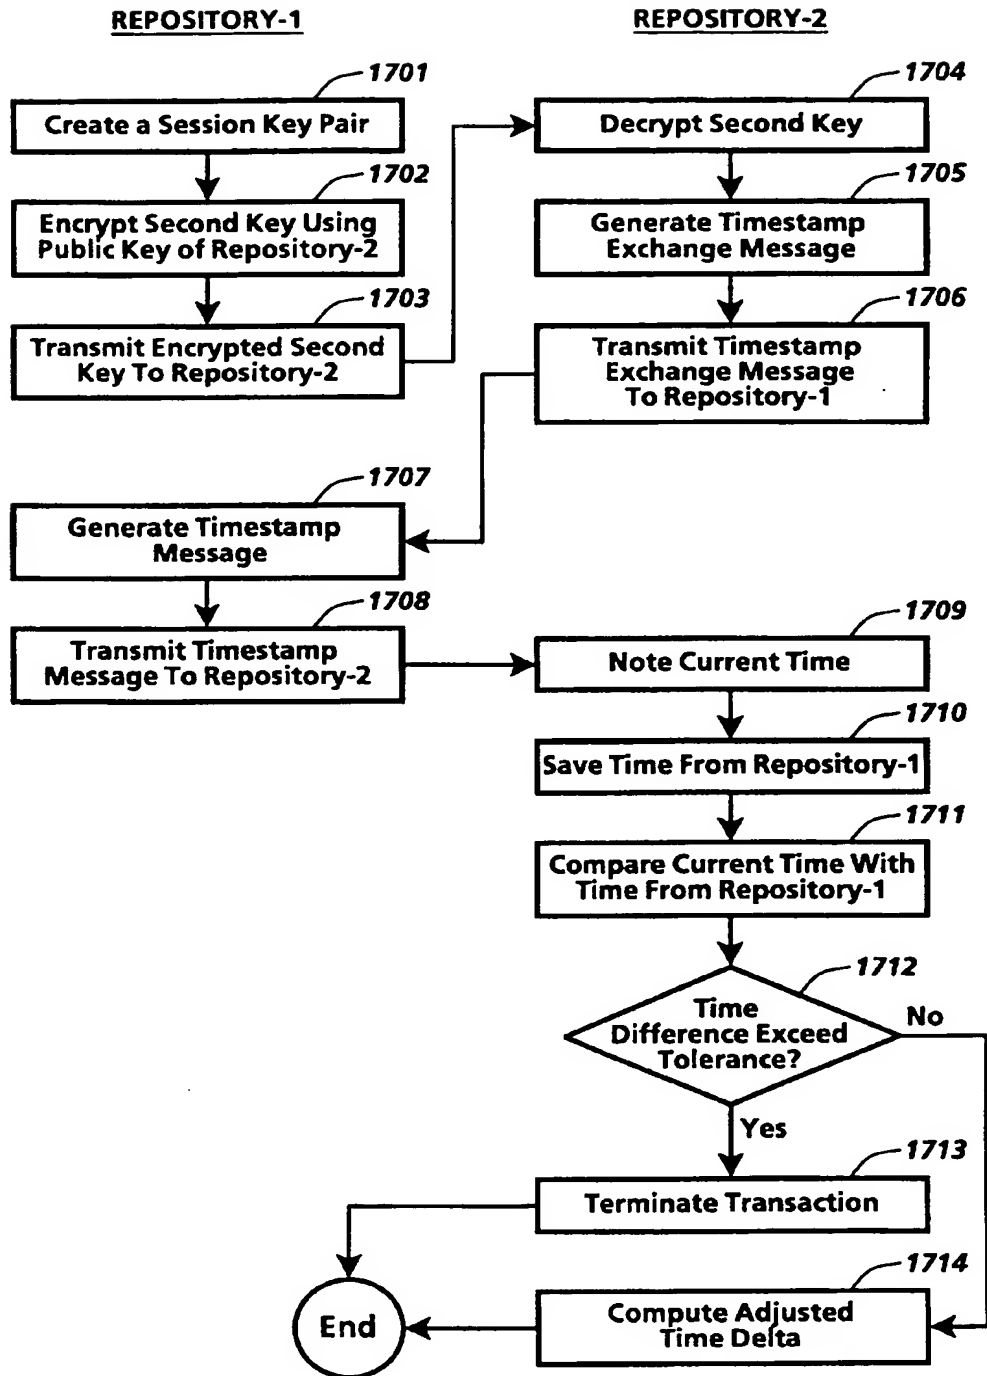 REPOSITORY-1
REPOSITORY-2
1701
Create a Session Key Pair
1702
Encrypt Second Key Using
Public Key of Repository-2
1703
Transmit Encrypted Second
Key To Repository-2
1704
Decrypt Second Key
1705
Generate Timestamp
Exchange Message
1706
Transmit Timestamp
Exchange Message
To Repository-1
1707
Generate Timestamp
Message
1708
Transmit Timestamp
Message To Repository-2
1709
Note Current Time
1710
Save Time From Repository-1
1711
Compare Current Time With
Time From Repository-1
1712
Time
Difference Exceed
Tolerance?
No
Yes
1713
Terminate Transaction
1714
Compute Adjusted
Time Delta
End